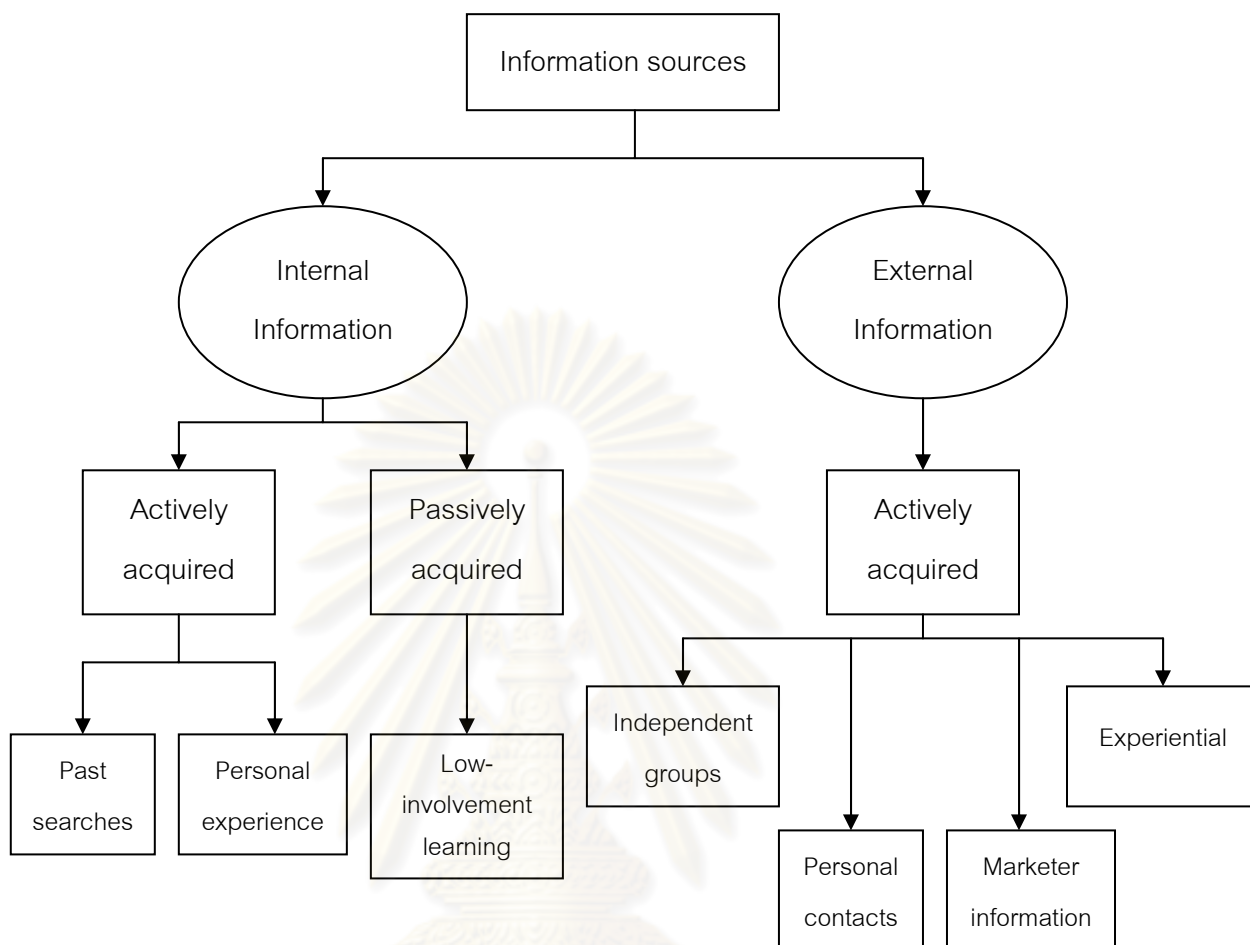 Information sources
Internal
Information
External
Information
Actively
acquired
Passively
acquired
Actively
acquired
Past
searches
Personal
experience
Low-
involvement
learning
Independent
groups
Personal
contacts
Marketer
information
Experiential